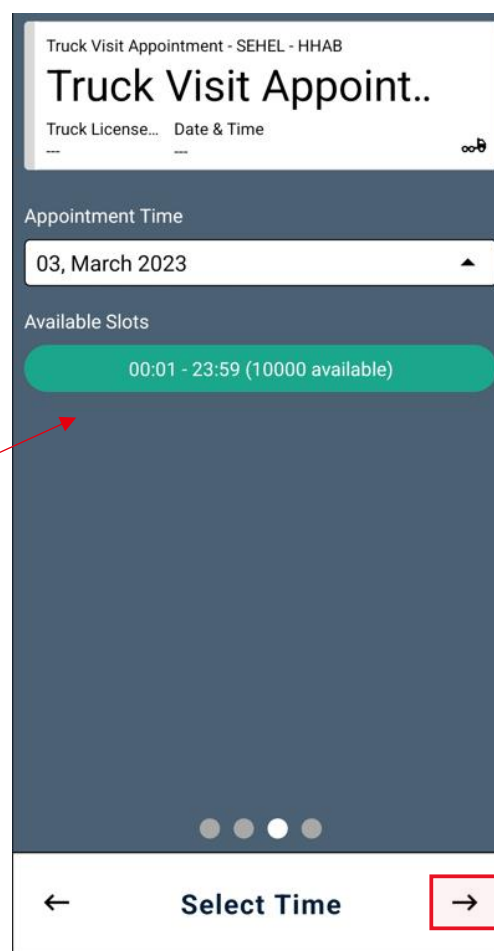 Truck Visit Appointment - SEHEL - HHAB
Truck Visit Appoint..
Truck License... Date & Time
--- ---
Appointment Time
03, March 2023
Available Slots
00:01 - 23:59 (10000 available)
Select Time